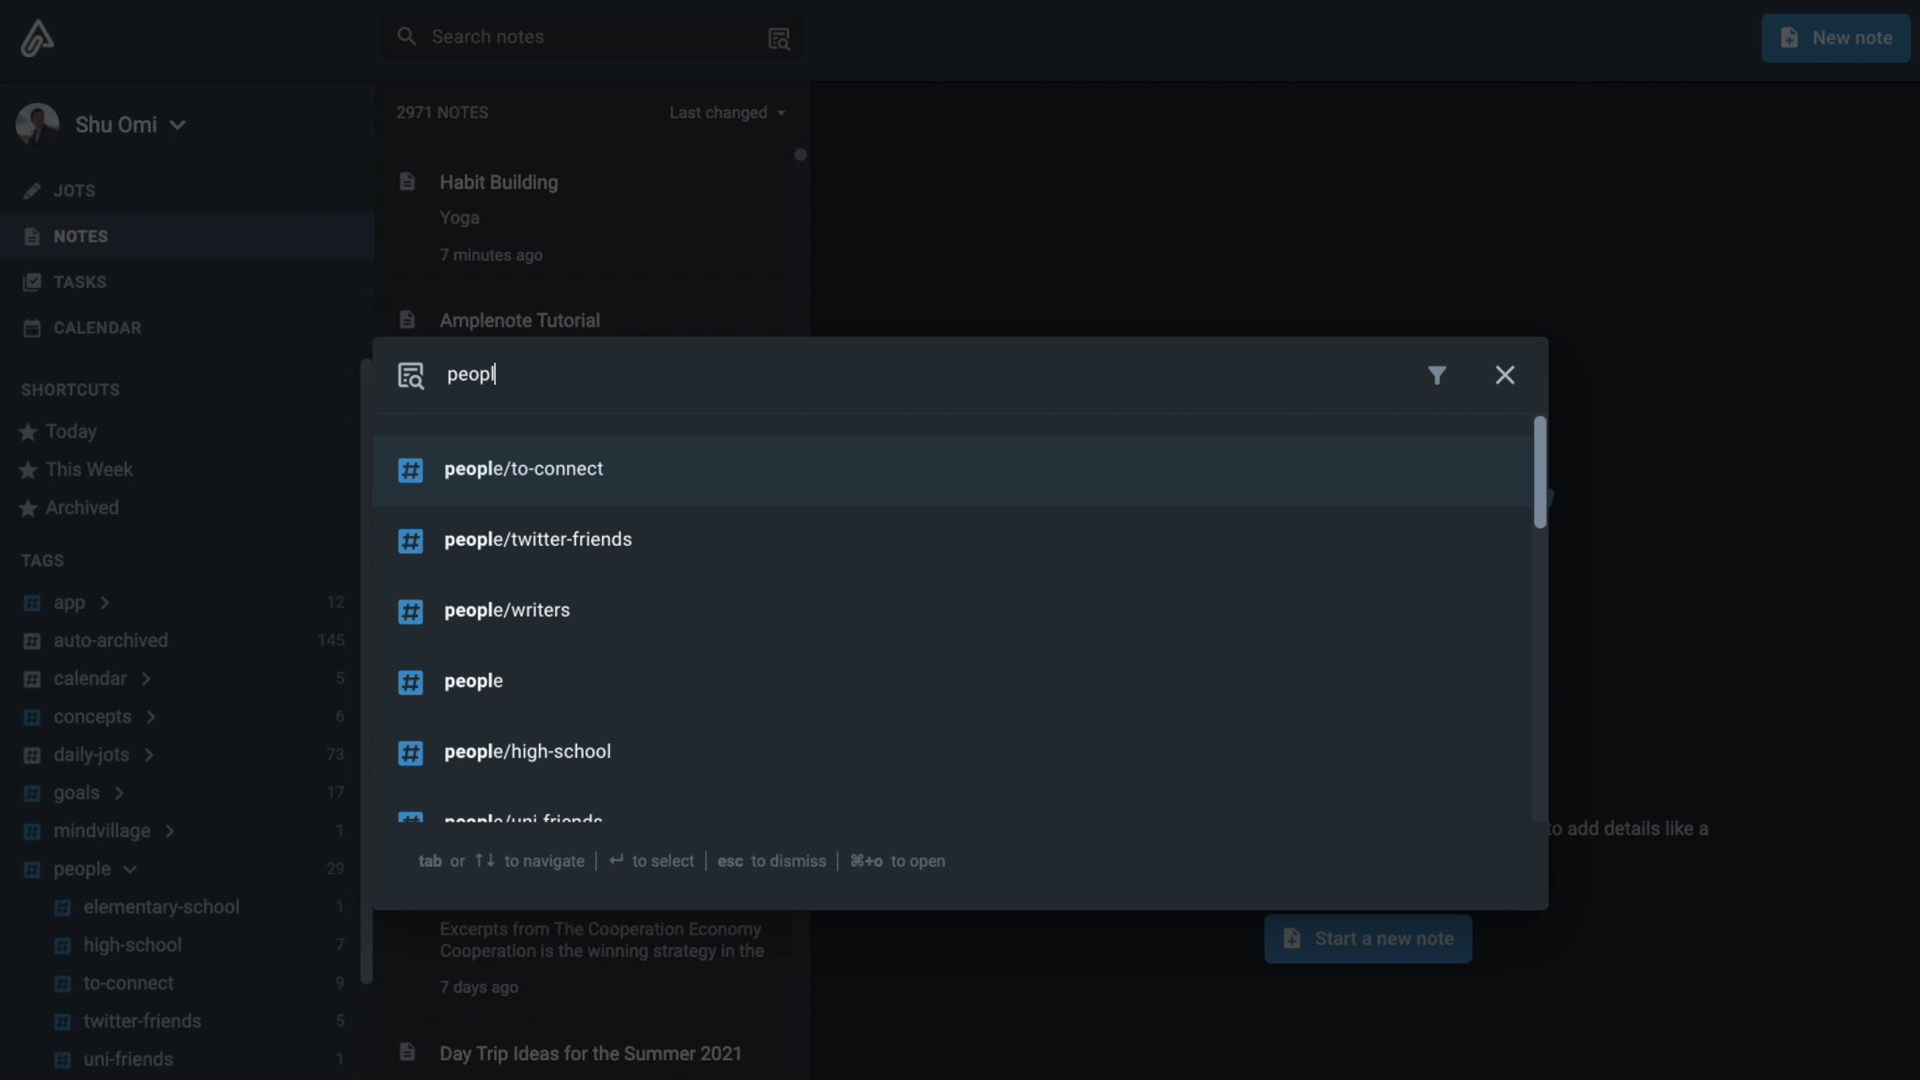 Search notes
New note
Shu Omi
JOTS
NOTES
TASKS
CALENDAR
SHORTCUTS
Today
This Week
Archived
TAGS
app 12
auto-archived 145
calendar 5
concepts 6
daily-jots 73
goals 17
mindvillage 1
people 29
elementary-school 1
high-school 7
to-connect 9
twitter-friends 5
uni-friends 1
2971 NOTES
Last changed
Habit Building
Yoga
7 minutes ago
Amplenote Tutorial
peopl
people/to-connect
people/twitter-friends
people/writers
people
people/high-school
people/uni-friends
tab or ↑↓ to navigate | ↵ to select | esc to dismiss | ⌘+o to open
Excerpts from The Cooperation Economy
Cooperation is the winning strategy in the
7 days ago
Day Trip Ideas for the Summer 2021
to add details like a
Start a new note